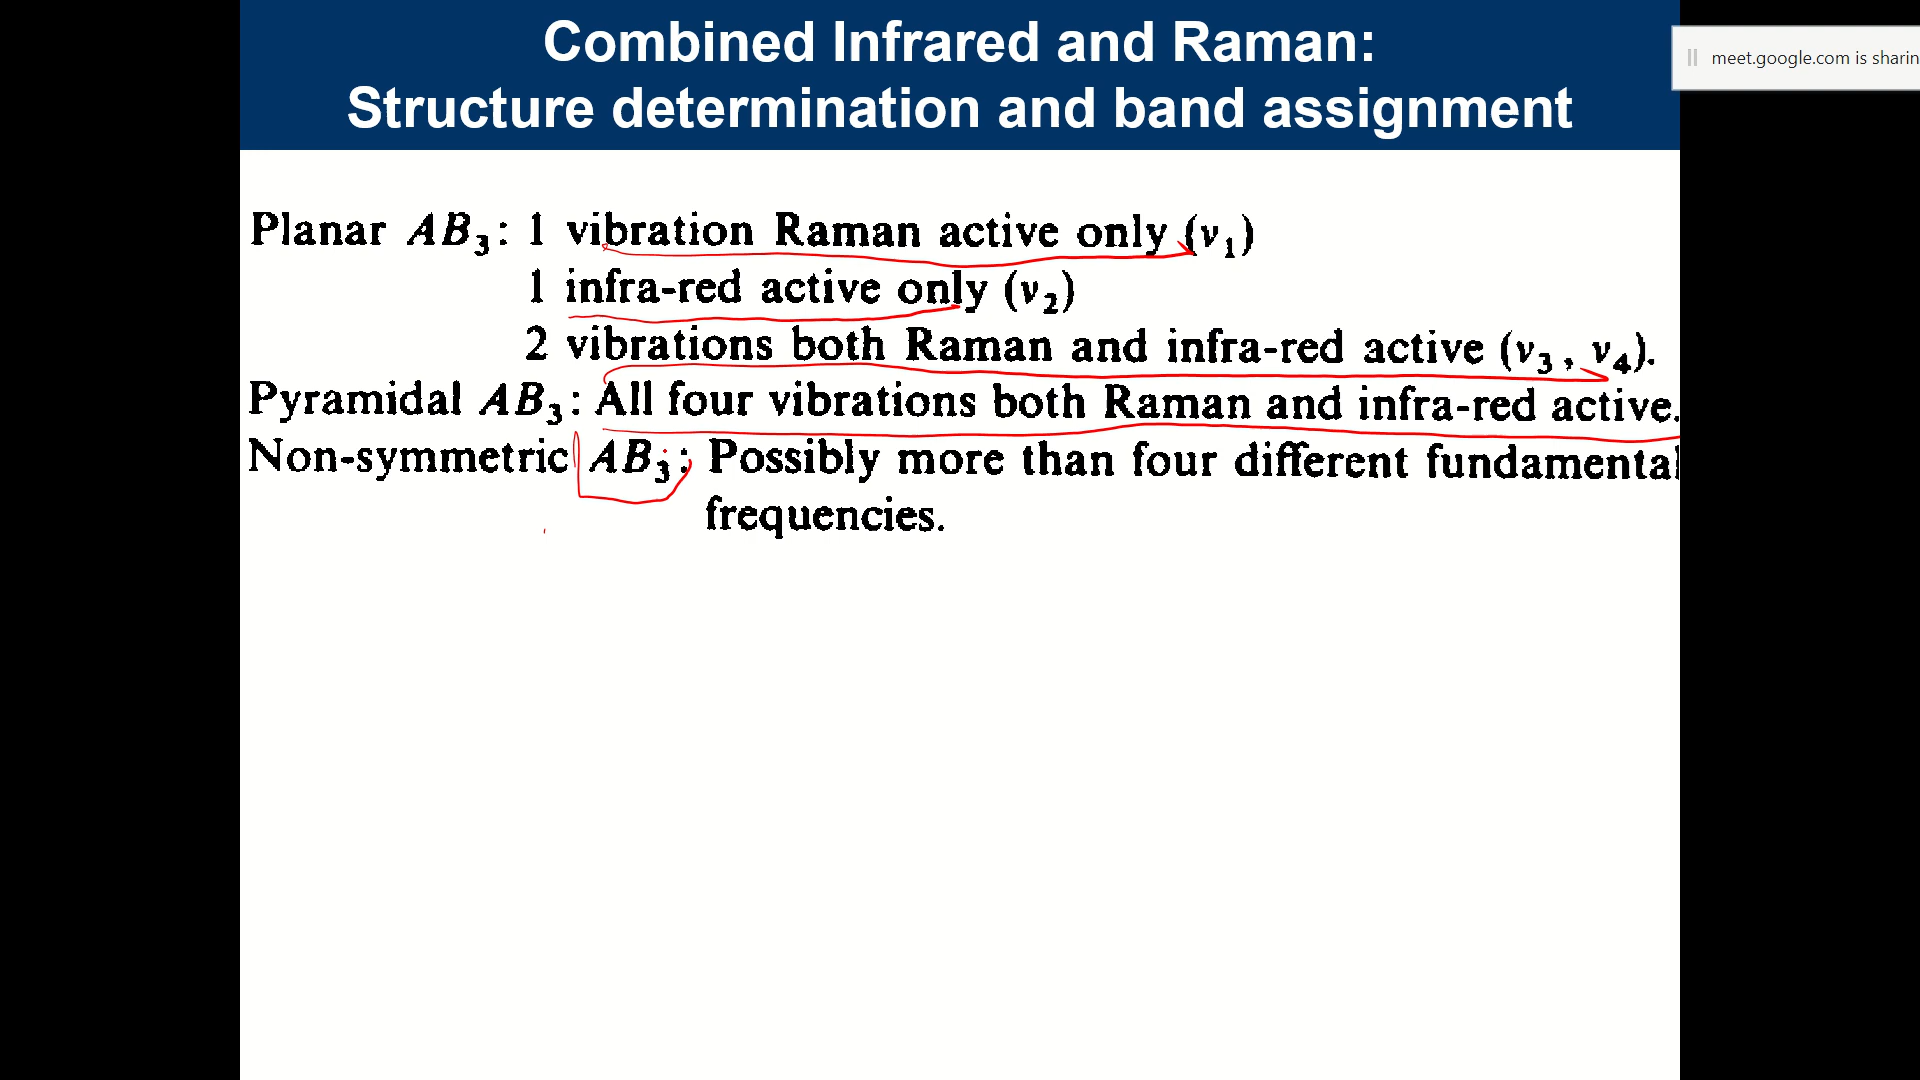 Combined Infrared and Raman:
Structure determination and band assignment
meet.google.com is sharin
Planar AB₃: 1 vibration Raman active only (ν₁)
1 infra-red active only (ν₂)
2 vibrations both Raman and infra-red active (ν₃, ν₄).
Pyramidal AB₃: All four vibrations both Raman and infra-red active.
Non-symmetric AB₃: Possibly more than four different fundamental
frequencies.